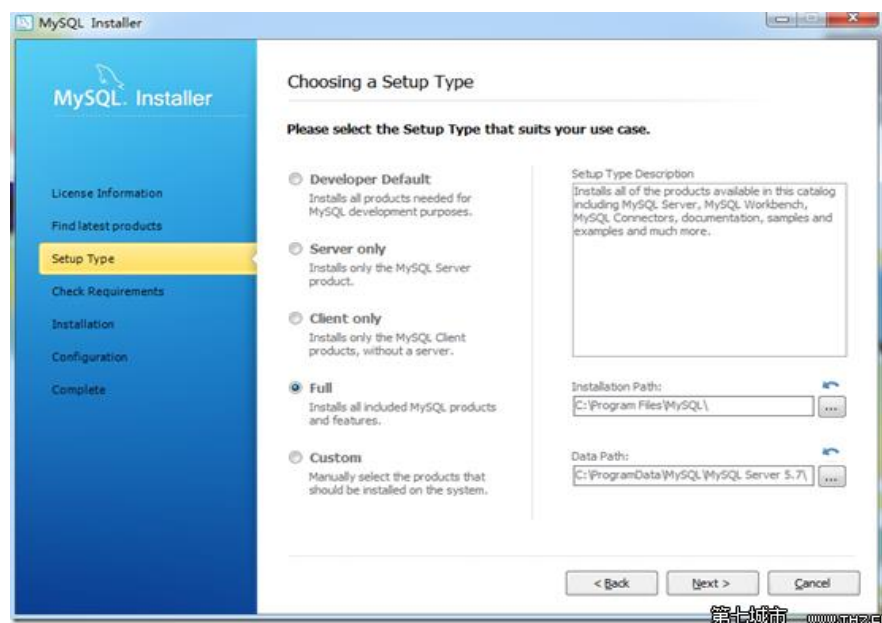 MySQL Installer
MySQL. Installer
License Information
Find latest products
Setup Type
Check Requirements
Installation
Configuration
Complete
Choosing a Setup Type
Please select the Setup Type that suits your use case.
Developer Default
Installs all products needed for
MySQL development purposes.
Server only
Installs only the MySQL Server
product.
Client only
Installs only the MySQL Client
products, without a server.
Full
Installs all included MySQL products
and features.
Custom
Manually select the products that
should be installed on the system.
Setup Type Description
Installs all of the products available in this catalog
including MySQL Server, MySQL Workbench,
MySQL Connectors, documentation, samples and
examples and much more.
Installation Path:
C:\Program Files\MySQL\
...
Data Path:
C:\ProgramData\MySQL\MySQL Server 5.7\
...
< Back
Next >
Cancel
第七城市